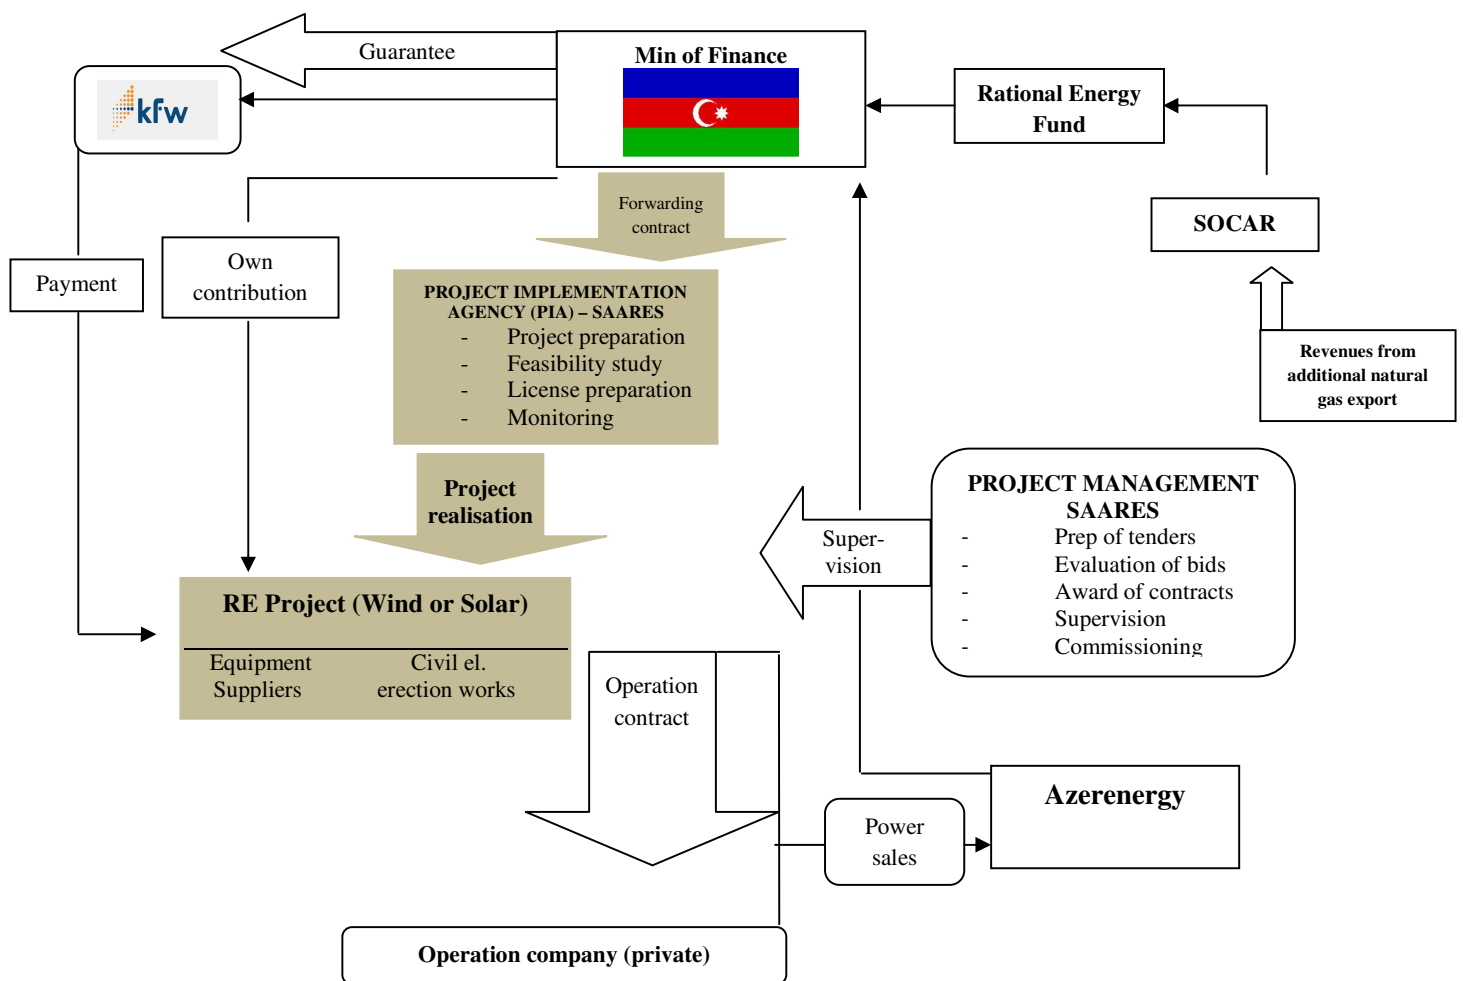 Guarantee
Min of Finance
kfw
Rational Energy
Fund
Forwarding
contract
SOCAR
Own
contribution
Payment
PROJECT IMPLEMENTATION
AGENCY (PIA) – SAARES
- Project preparation
- Feasibility study
- License preparation
- Monitoring
Revenues from
additional natural
gas export
Project
realisation
PROJECT MANAGEMENT
SAARES
- Prep of tenders
- Evaluation of bids
- Award of contracts
- Supervision
- Commissioning
Super-
vision
RE Project (Wind or Solar)
Equipment
Suppliers
Civil el.
erection works
Operation
contract
Azerenergy
Power
sales
Operation company (private)